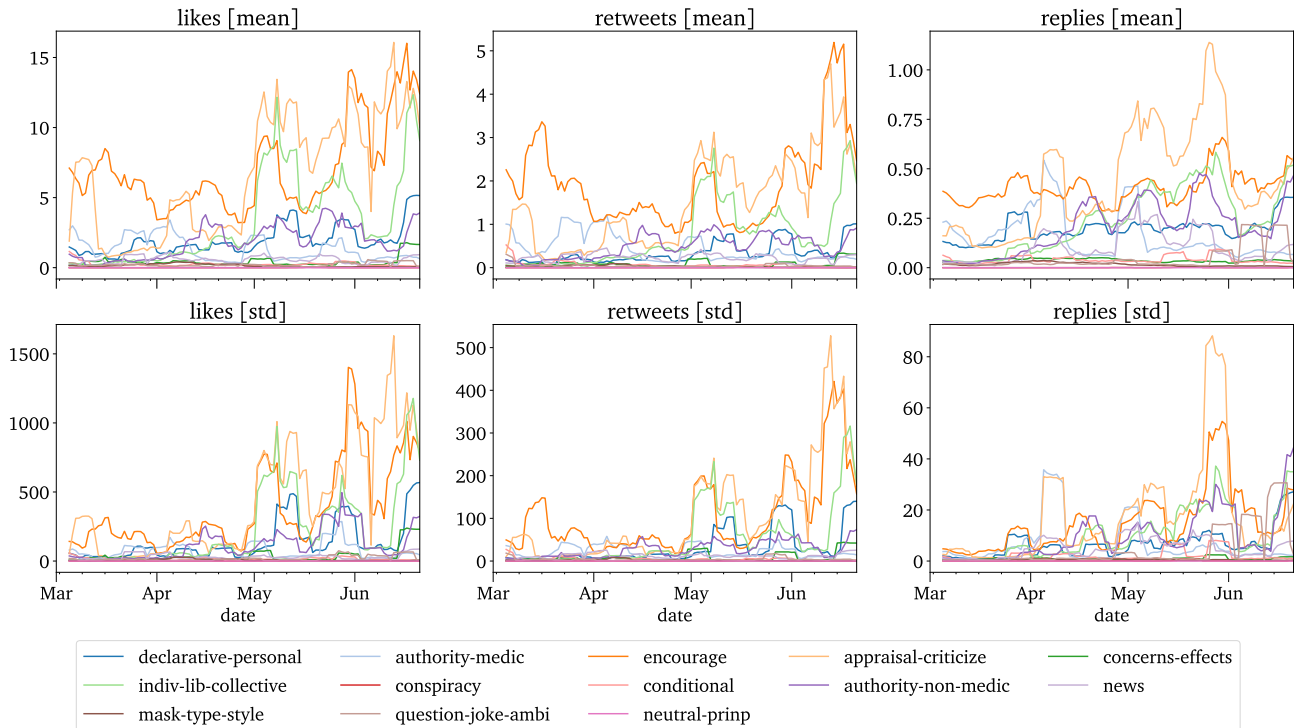 likes [mean]
retweets [mean]
replies [mean]
15
10
5
0
5
4
3
2
1
0
1.00
0.75
0.50
0.25
0.00
likes [std]
retweets [std]
replies [std]
1500
1000
500
0
500
400
300
200
100
0
80
60
40
20
0
Mar Apr May Jun
Mar Apr May Jun
Mar Apr May Jun
date
date
date
declarative-personal authority-medic encourage appraisal-criticize concerns-effects
indiv-lib-collective conspiracy conditional authority-non-medic news
mask-type-style question-joke-ambi neutral-prinp